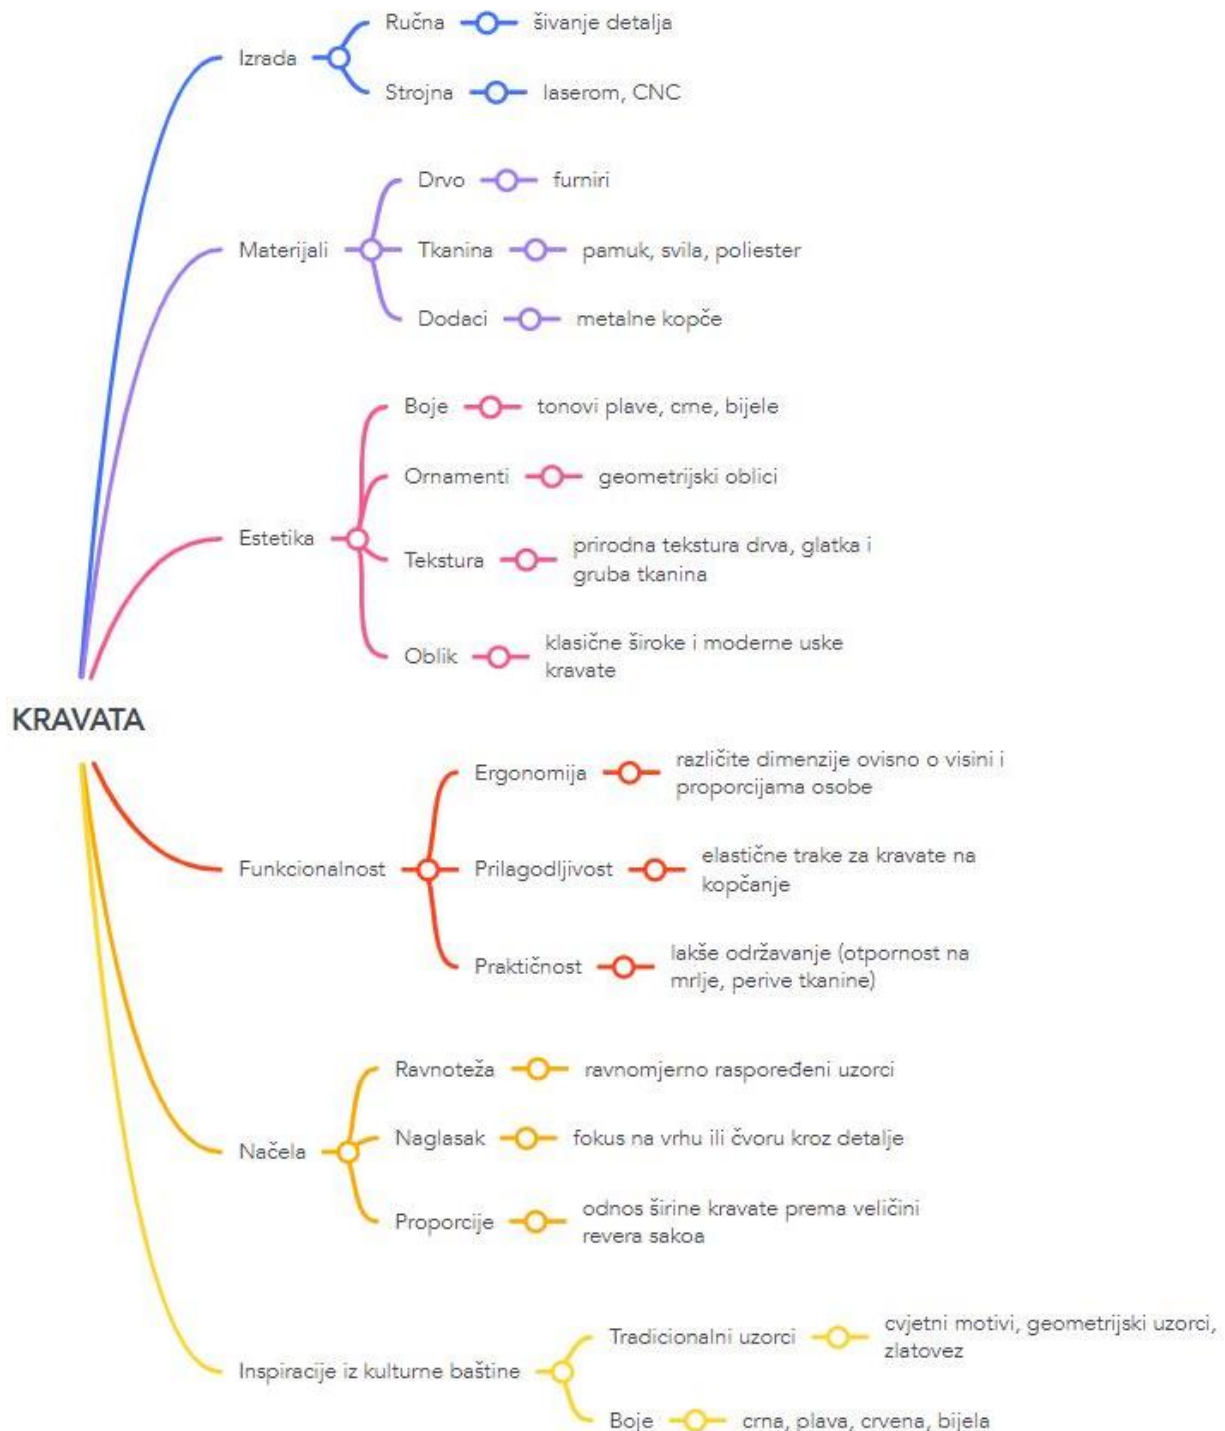 Izrada
Ručna
šivanje detalja
Strojna
laserom, CNC
Materijali
Drvo
furniri
Tkanina
pamuk, svila, poliester
Dodaci
metalne kopče
Estetika
Boje
tonovi plave, crne, bijele
Ornamenti
geometrijski oblici
Tekstura
prirodna tekstura drva, glatka i
gruba tkanina
Oblik
klasične široke i moderne uske
kravate
KRAVATA
Funkcionalnost
Ergonomija
različite dimenzije ovisno o visini i
proporcijama osobe
Prilagodljivost
elastične trake za kravate na
kopčanje
Praktičnost
lakše održavanje (otpornost na
mrlje, perive tkanine)
Načela
Ravnoteža
ravnomjerno raspoređeni uzorci
Naglasak
fokus na vrhu ili čvoru kroz detalje
Proporcije
odnos širine kravate prema veličini
revera sakoa
Inspiracije iz kulturne baštine
Tradicionalni uzorci
cvjetni motivi, geometrijski uzorci,
zlatovez
Boje
crna, plava, crvena, bijela